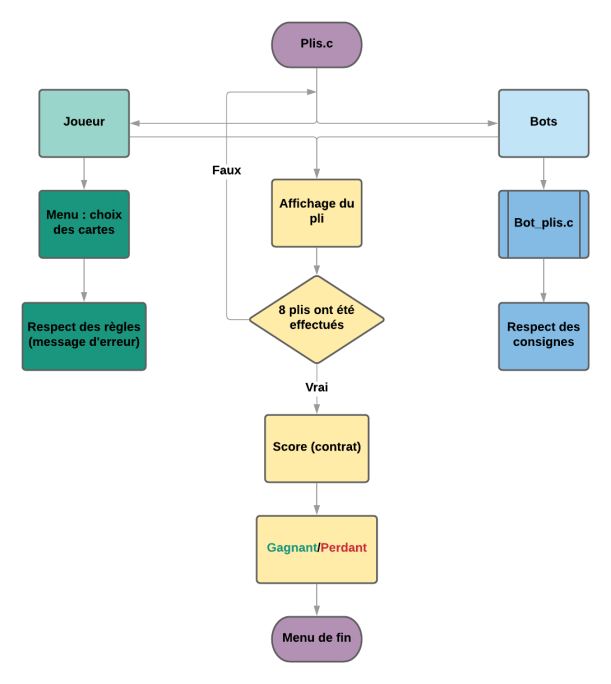 Plis.c
Joueur
Bots
Faux
Menu : choix
des cartes
Affichage du
pli
Bot_plis.c
8 plis ont été
effectués
Respect des règles
(message d'erreur)
Respect des
consignes
Vrai
Score (contrat)
Gagnant/Perdant
Menu de fin